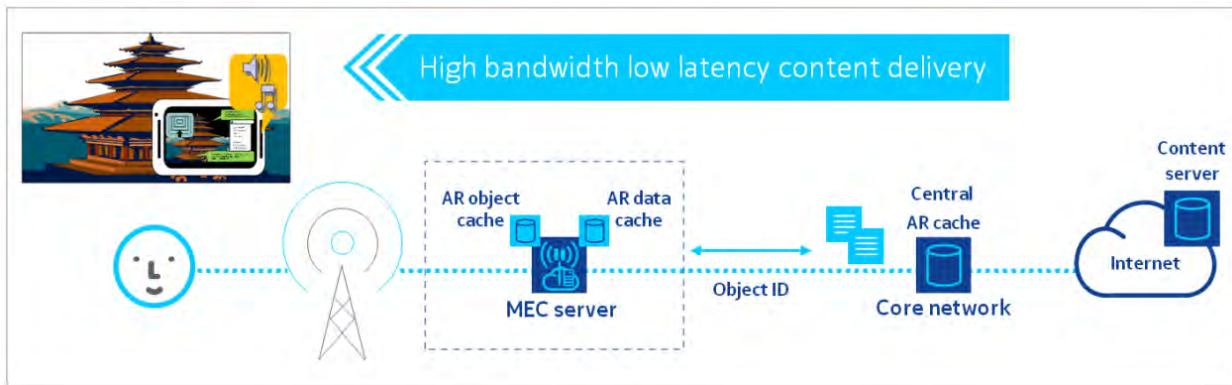 High bandwidth low latency content delivery
Content
server
AR object
cache
AR data
cache
Central
AR cache
Internet
Object ID
MEC server
Core network